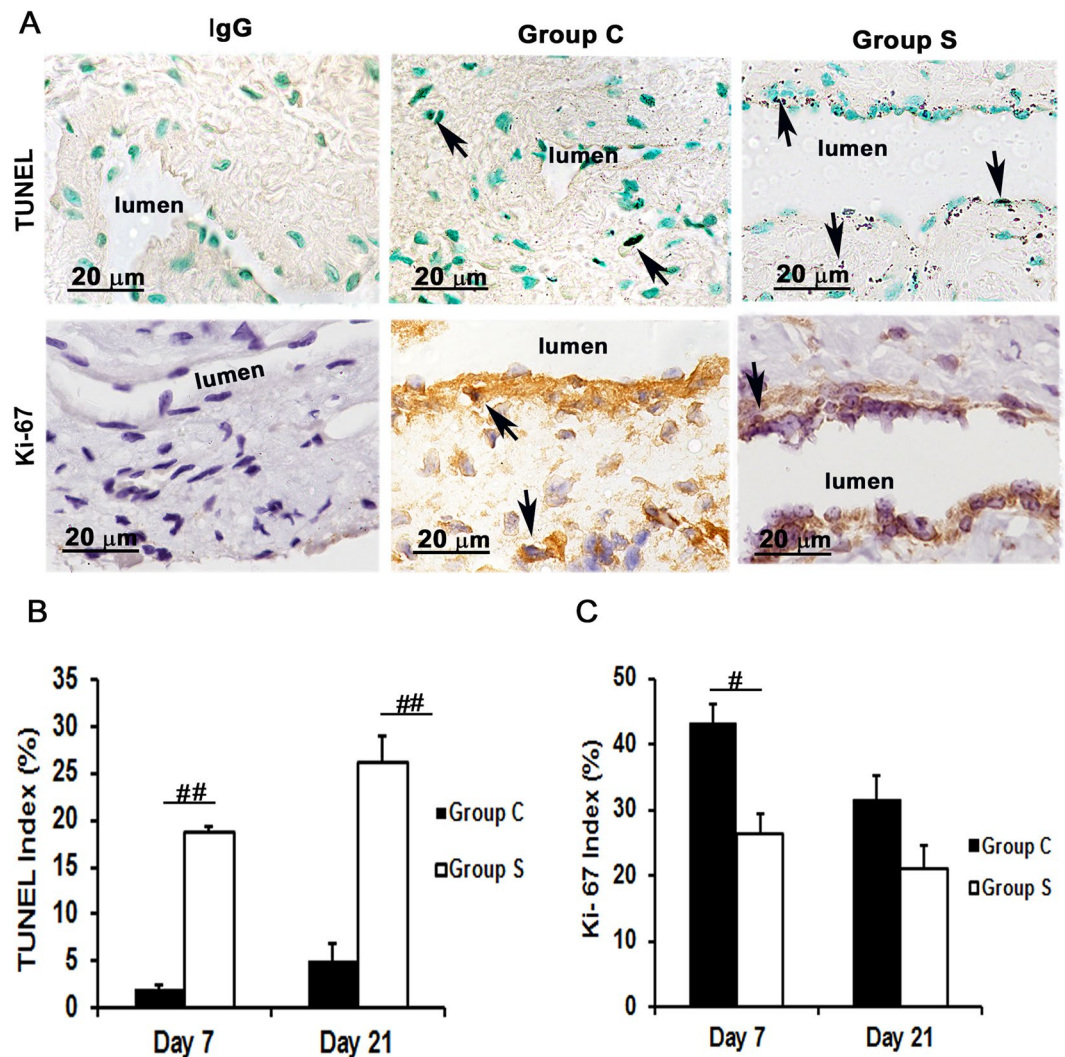 A
IgG
Group C
Group S
TUNEL
lumen
lumen
lumen
20 μm
20 μm
20 μm
Ki-67
lumen
lumen
lumen
20 μm
20 μm
20 μm
B
TUNEL Index (%)
35
30
25
20
15
10
5
0
##
##
Group C
Group S
Day 7
Day 21
C
Ki- 67 Index (%)
50
40
30
20
10
0
#
Group C
Group S
Day 7
Day 21